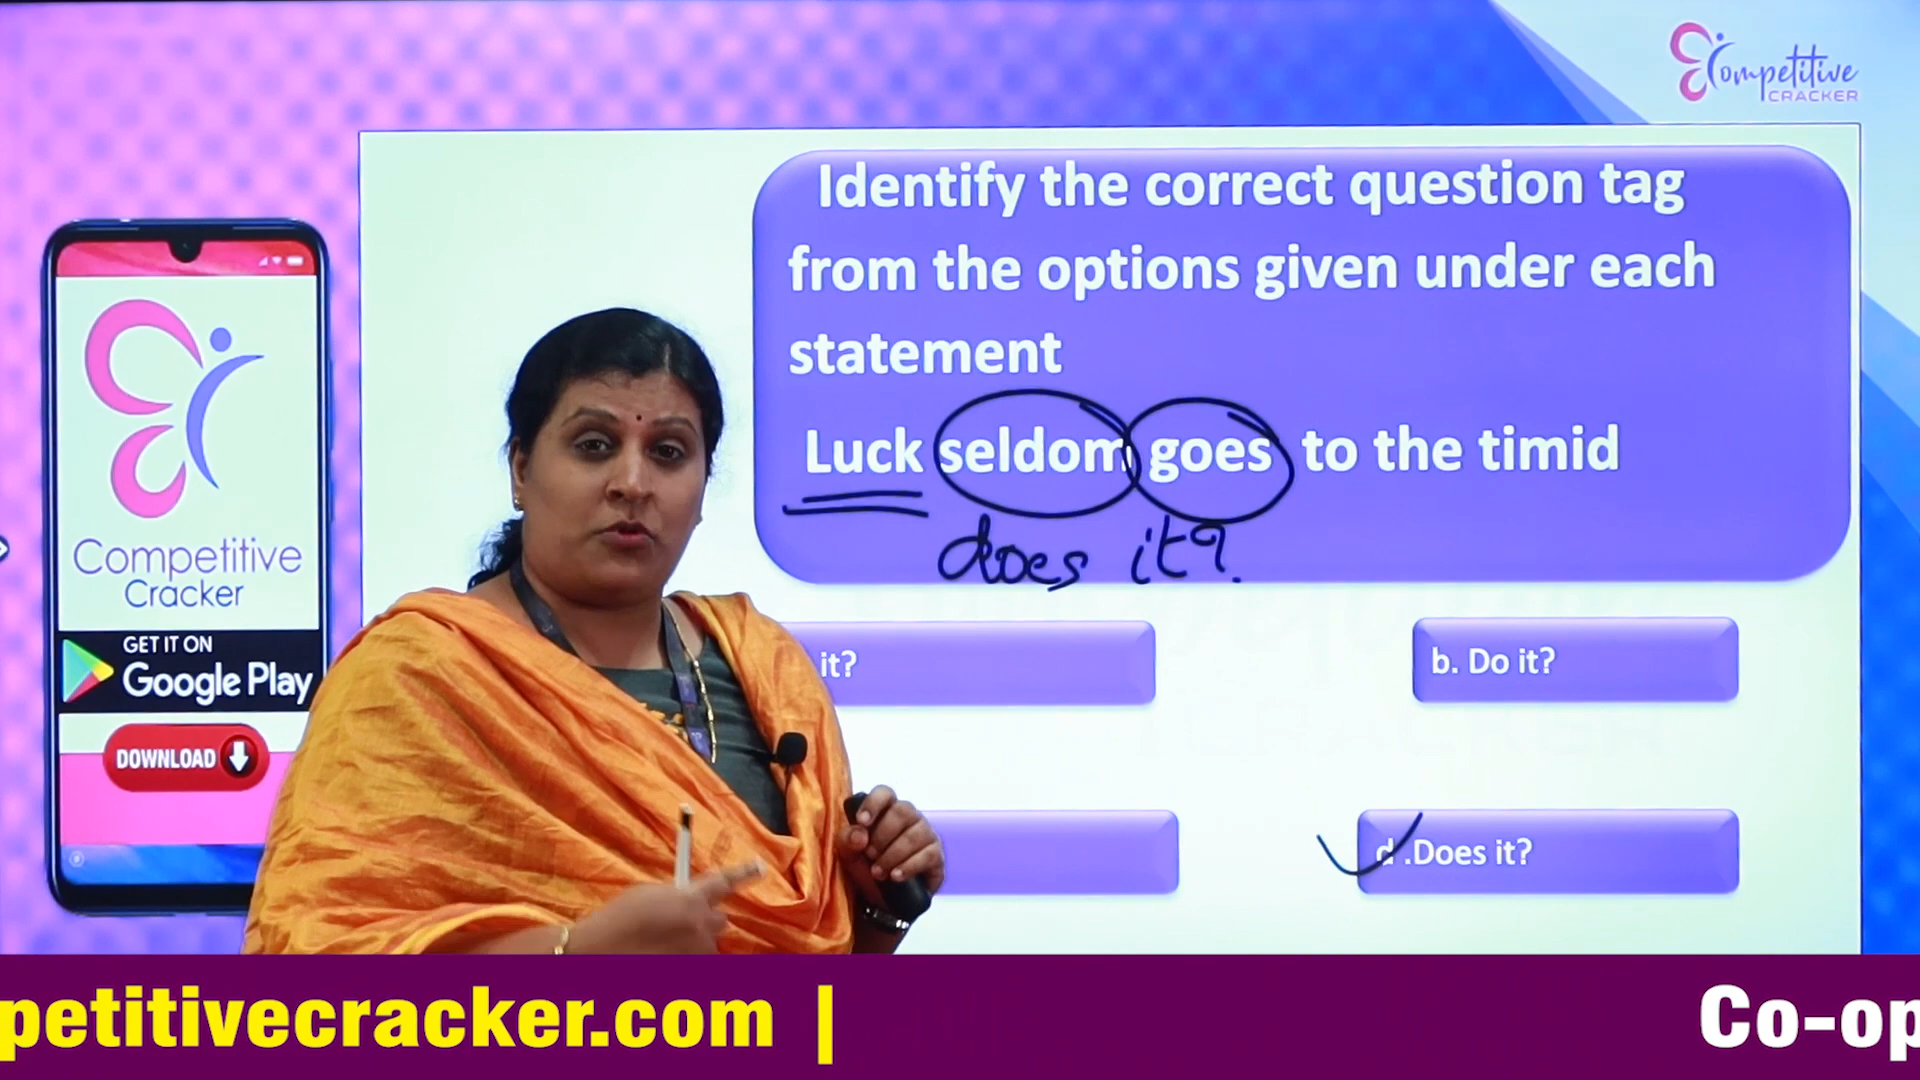 Competitive
CRACKER
Identify the correct question tag
from the options given under each
statement
Luck seldom goes to the timid
does it?
it?
b. Do it?
d .Does it?
Competitive
Cracker
GET IT ON
Google Play
DOWNLOAD
petitivecracker.com |
Co-op